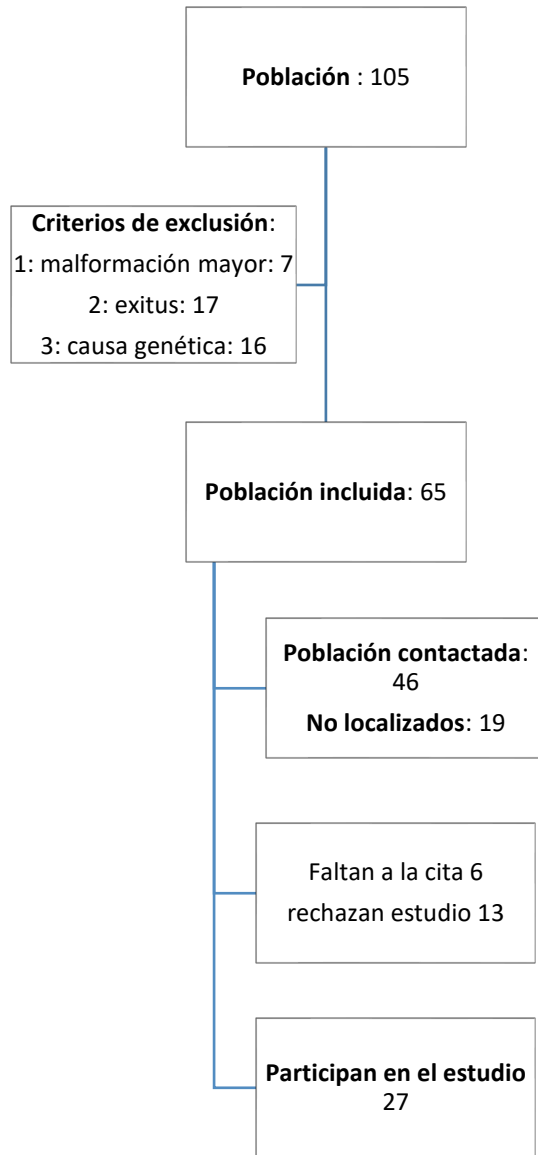 Población : 105
Criterios de exclusión:
1: malformación mayor: 7
2: exitus: 17
3: causa genética: 16
Población incluida: 65
Población contactada:
46
No localizados: 19
Faltan a la cita 6
rechazan estudio 13
Participan en el estudio
27